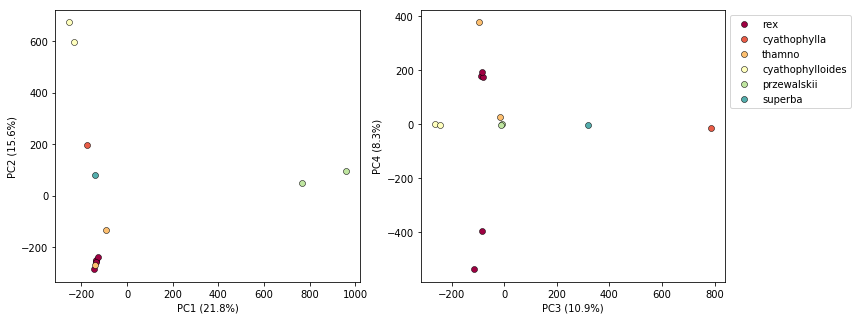 600
400
200
0
−200
PC2 (15.6%)
−200
0
200
400
600
800
1000
PC1 (21.8%)
400
200
0
−200
−400
PC4 (8.3%)
−200
0
200
400
600
800
PC3 (10.9%)
rex
cyathophylla
thamno
cyathophylloides
przewalskii
superba